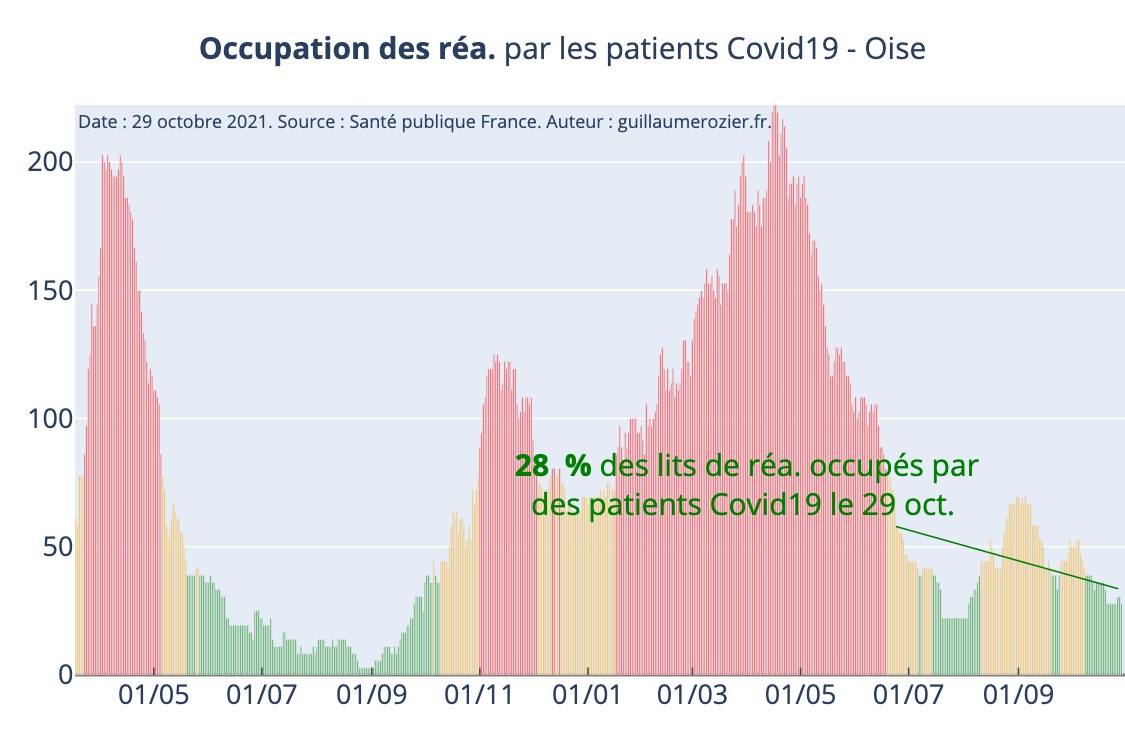 Occupation des réa. par les patients Covid19 - Oise
Date : 29 octobre 2021. Source : Santé publique France. Auteur : guillaumerozier.fr.
200
150
100
28 % des lits de réa. occupés par
des patients Covid19 le 29 oct.
50
0
01/05 01/07 01/09 01/11 01/01 01/03 01/05 01/07 01/09